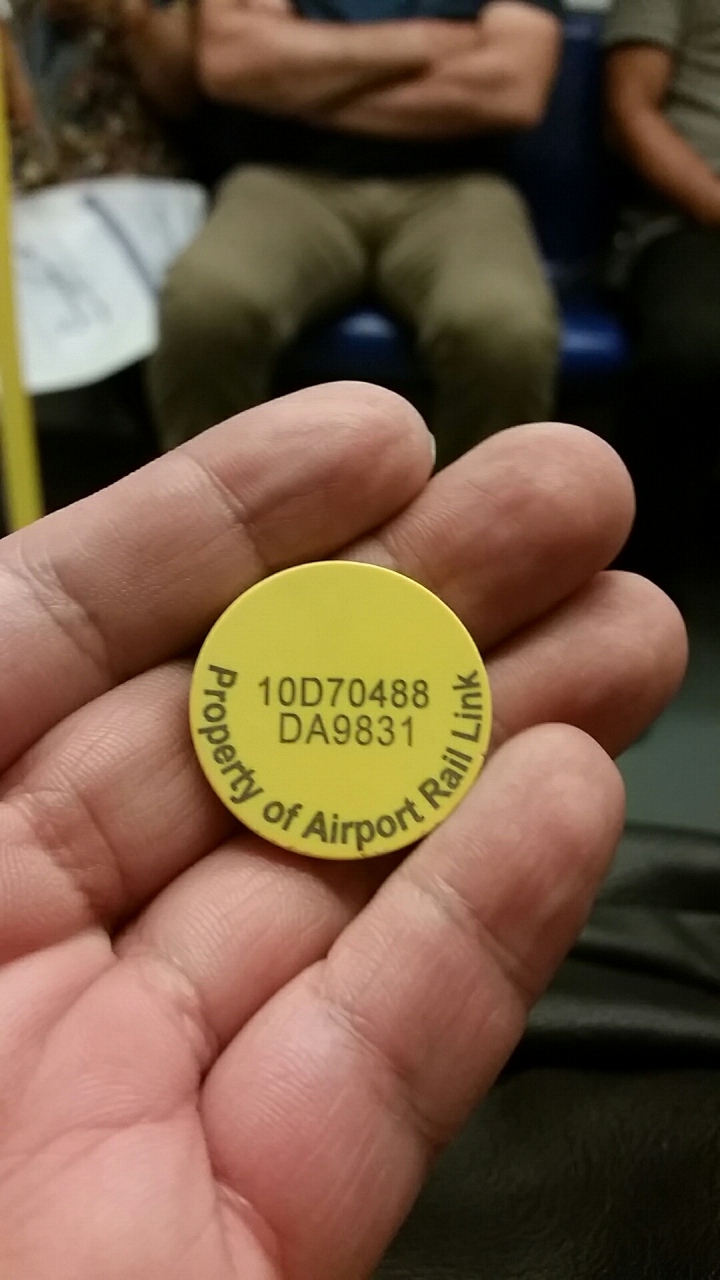 10D70488
DA9831
Property of Airport Rail Link